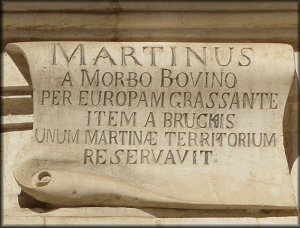 MARTINUS
A MORBO BOVINO
PER EUROPAM GRASSANTE
ITEM A BRUCHIS
UNUM MARTINÆ TERRITORIUM
RESERVAVIT.